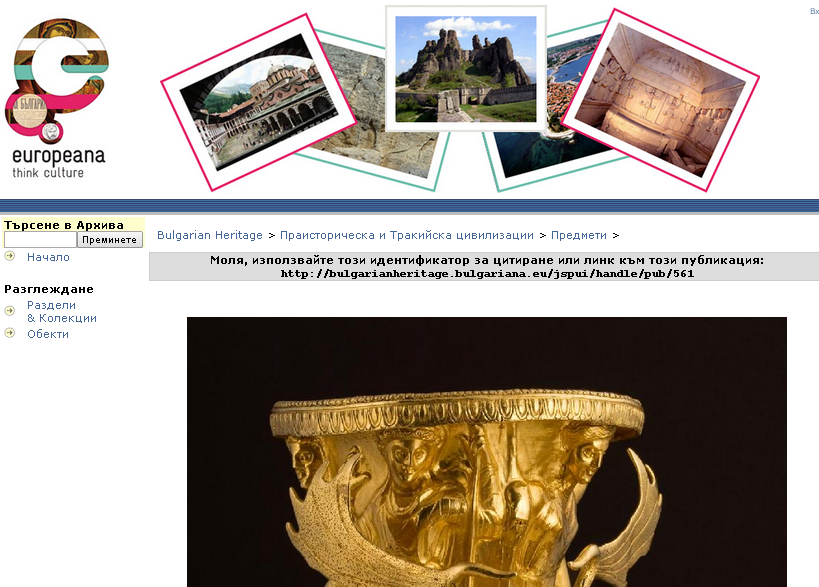 Вх
А БЪЛГАРИ
europeana
think culture
Търсене в Архива
Преминете
Начало
Разглеждане
Раздели
& Колекции
Обекти
Bulgarian Heritage > Праисторическа и Тракийска цивилизации > Предмети >
Моля, използвайте този идентификатор за цитиране или линк към този публикация:
http://bulgarianheritage.bulgariana.eu/jspui/handle/pub/561